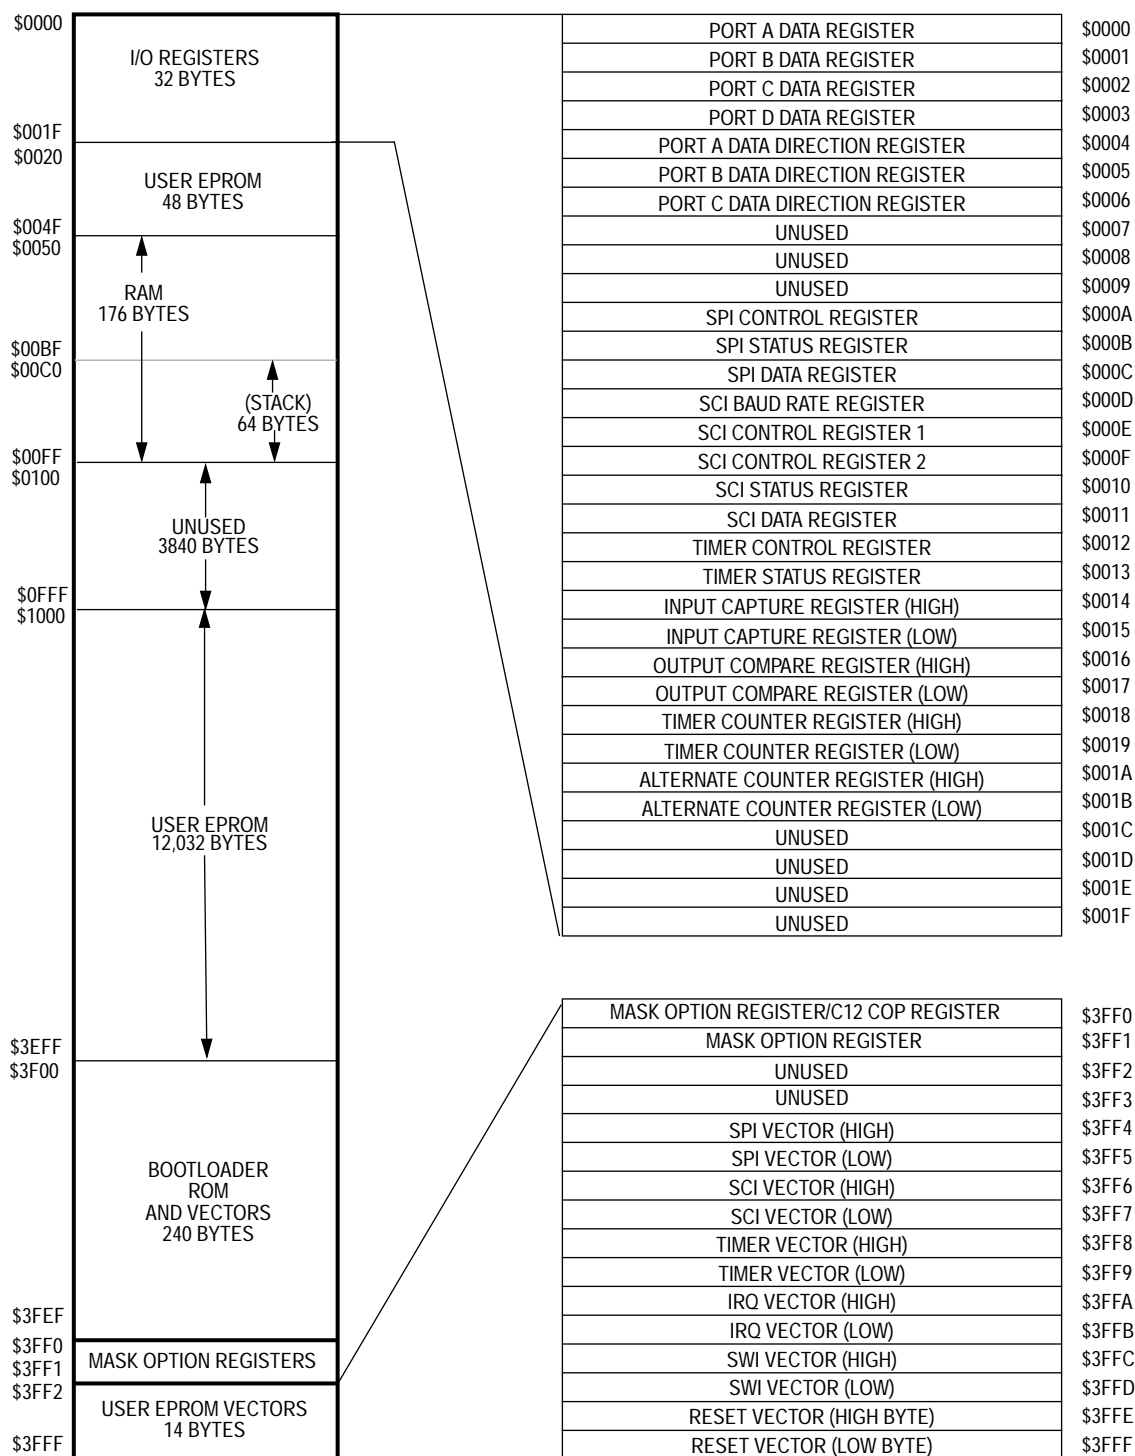 $0000
I/O REGISTERS
32 BYTES
$001F
$0020
USER EPROM
48 BYTES
$004F
$0050
RAM
176 BYTES
$00BF
$00C0
(STACK)
64 BYTES
$00FF
$0100
UNUSED
3840 BYTES
$0FFF
$1000
USER EPROM
12,032 BYTES
$3EFF
$3F00
BOOTLOADER
ROM
AND VECTORS
240 BYTES
$3FEF
$3FF0
MASK OPTION REGISTERS
$3FF1
$3FF2
USER EPROM VECTORS
14 BYTES
$3FFF
PORT A DATA REGISTER $0000
PORT B DATA REGISTER $0001
PORT C DATA REGISTER $0002
PORT D DATA REGISTER $0003
PORT A DATA DIRECTION REGISTER $0004
PORT B DATA DIRECTION REGISTER $0005
PORT C DATA DIRECTION REGISTER $0006
UNUSED $0007
UNUSED $0008
UNUSED $0009
SPI CONTROL REGISTER $000A
SPI STATUS REGISTER $000B
SPI DATA REGISTER $000C
SCI BAUD RATE REGISTER $000D
SCI CONTROL REGISTER 1 $000E
SCI CONTROL REGISTER 2 $000F
SCI STATUS REGISTER $0010
SCI DATA REGISTER $0011
TIMER CONTROL REGISTER $0012
TIMER STATUS REGISTER $0013
INPUT CAPTURE REGISTER (HIGH) $0014
INPUT CAPTURE REGISTER (LOW) $0015
OUTPUT COMPARE REGISTER (HIGH) $0016
OUTPUT COMPARE REGISTER (LOW) $0017
TIMER COUNTER REGISTER (HIGH) $0018
TIMER COUNTER REGISTER (LOW) $0019
ALTERNATE COUNTER REGISTER (HIGH) $001A
ALTERNATE COUNTER REGISTER (LOW) $001B
UNUSED $001C
UNUSED $001D
UNUSED $001E
UNUSED $001F
MASK OPTION REGISTER/C12 COP REGISTER $3FF0
MASK OPTION REGISTER $3FF1
UNUSED $3FF2
UNUSED $3FF3
SPI VECTOR (HIGH) $3FF4
SPI VECTOR (LOW) $3FF5
SCI VECTOR (HIGH) $3FF6
SCI VECTOR (LOW) $3FF7
TIMER VECTOR (HIGH) $3FF8
TIMER VECTOR (LOW) $3FF9
IRQ VECTOR (HIGH) $3FFA
IRQ VECTOR (LOW) $3FFB
SWI VECTOR (HIGH) $3FFC
SWI VECTOR (LOW) $3FFD
RESET VECTOR (HIGH BYTE) $3FFE
RESET VECTOR (LOW BYTE) $3FFF